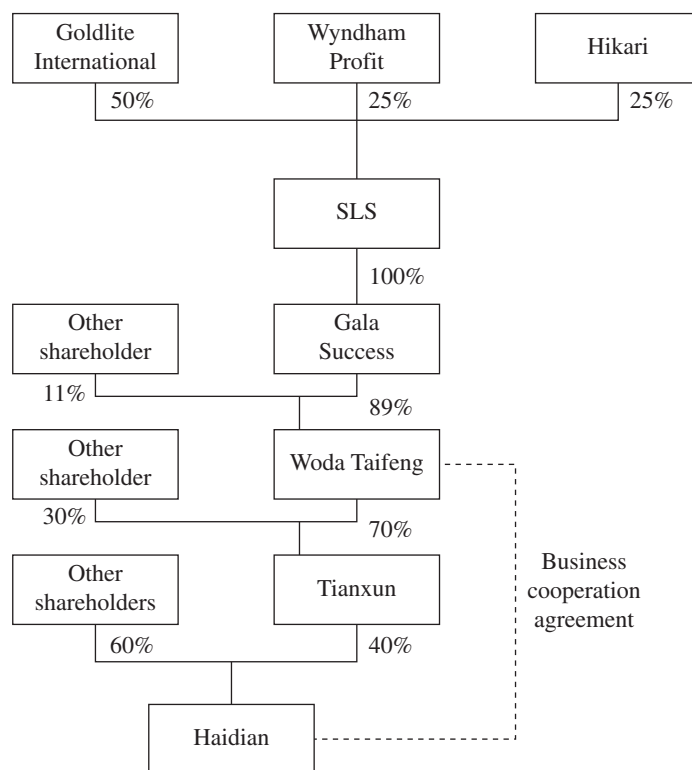 Goldlite
International
Wyndham
Profit
Hikari
50%
25%
25%
SLS
100%
Other
shareholder
Gala
Success
11%
89%
Other
shareholder
Woda Taifeng
30%
70%
Business
cooperation
agreement
Other
shareholders
Tianxun
60%
40%
Haidian